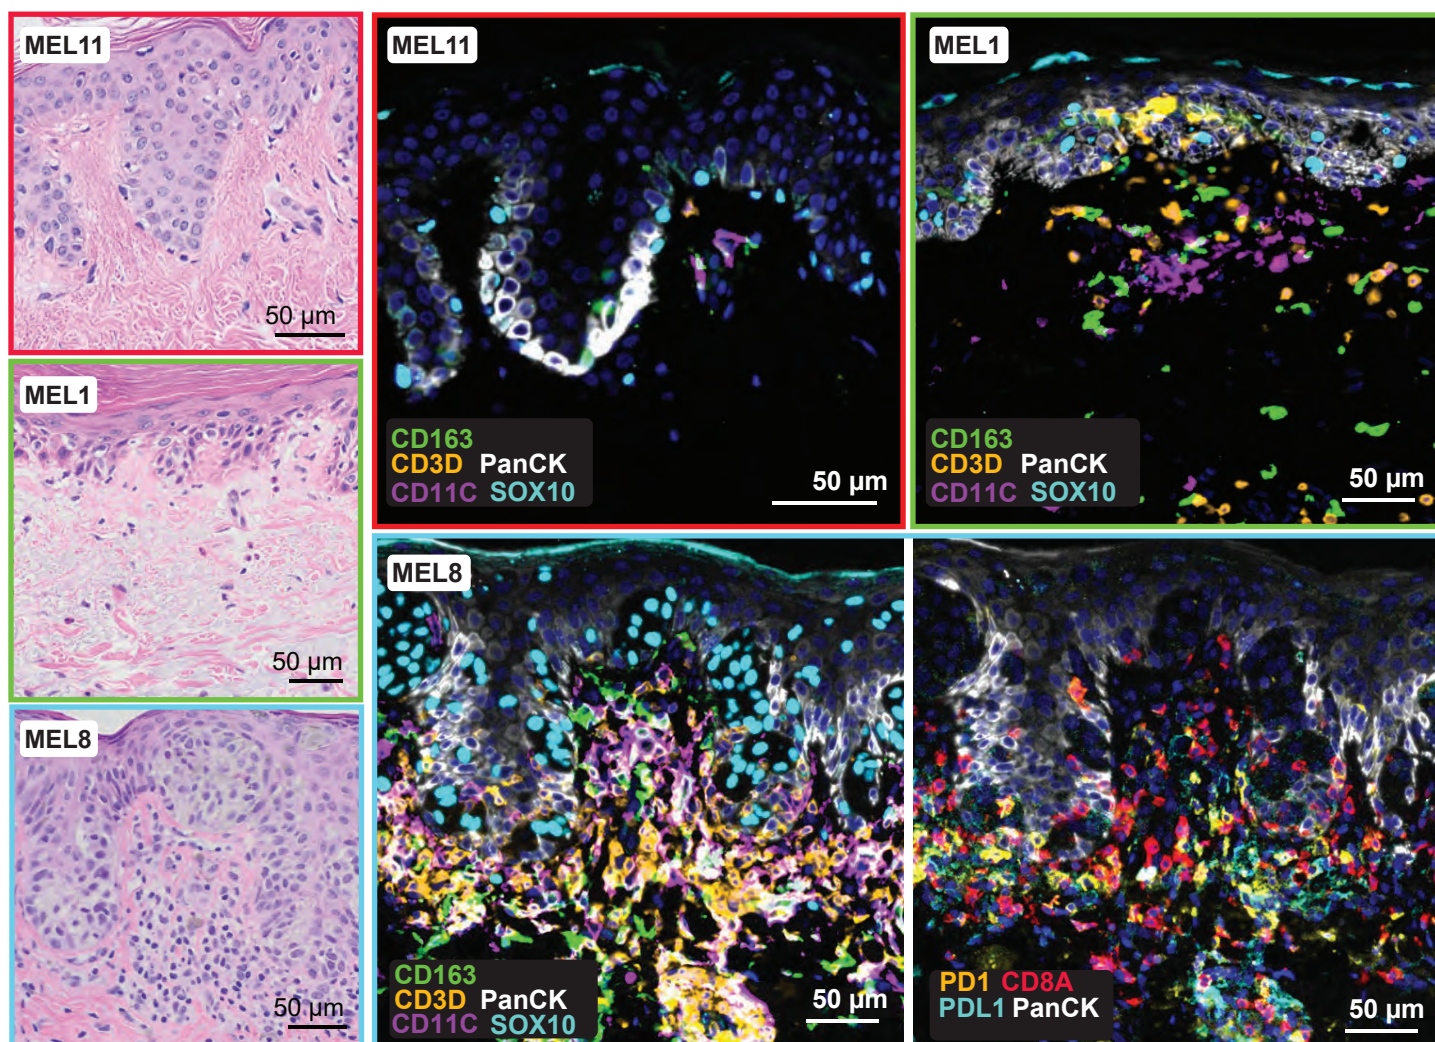 MEL11
50 µm
MEL1
50 µm
MEL8
50 µm
MEL11
CD163
CD3D PanCK
CD11C SOX10
50 µm
MEL1
CD163
CD3D PanCK
CD11C SOX10
50 µm
MEL8
CD163
CD3D PanCK
CD11C SOX10
50 µm
PD1 CD8A
PDL1 PanCK
50 µm